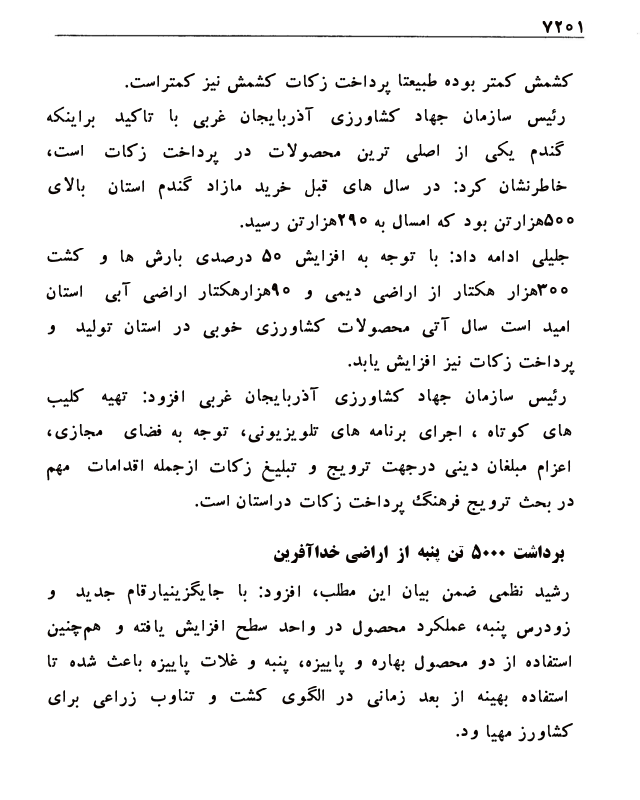 ۷۲۰۱
کشمش کمتر بوده طبیعتا پرداخت زکات کشمش نیز کمتراست.
رئیس سازمان جهاد کشاورزی آذربایجان غربی با تاکید براینکه
گندم یکی از اصلی ترین محصولات در پرداخت زکات است،
خاطرنشان کرد: در سال های قبل خرید مازاد گندم استان بالای
۵۰۰هزارتن بود که امسال به ۲۹۰هزارتن رسید.
جلیلی ادامه داد: با توجه به افزایش ۵۰ درصدی بارش ها و کشت
۳۰۰هزار هکتار از اراضی دیمی و ۹۰هزارهکتار اراضی آبی استان
امید است سال آتی محصولات کشاورزی خوبی در استان تولید و
پرداخت زکات نیز افزایش یابد.
رئیس سازمان جهاد کشاورزی آذربایجان غربی افزود: تهیه کلیپ
های کوتاه ، اجرای برنامه های تلویزیونی، توجه به فضای مجازی،
اعزام مبلغان دینی درجهت ترویج و تبلیغ زکات ازجمله اقدامات مهم
در بحث ترویج فرهنگ پرداخت زکات دراستان است.
برداشت ۵۰۰۰ تن پنبه از اراضی خداآفرین
رشید نظمی ضمن بیان این مطلب، افزود: با جایگزینیارقام جدید و
زودرس پنبه، عملکرد محصول در واحد سطح افزایش یافته و هم‌چنین
استفاده از دو محصول بهاره و پاییزه، پنبه و غلات پاییزه باعث شده تا
استفاده بهینه از بعد زمانی در الگوی کشت و تناوب زراعی برای
کشاورز مهیا ود.